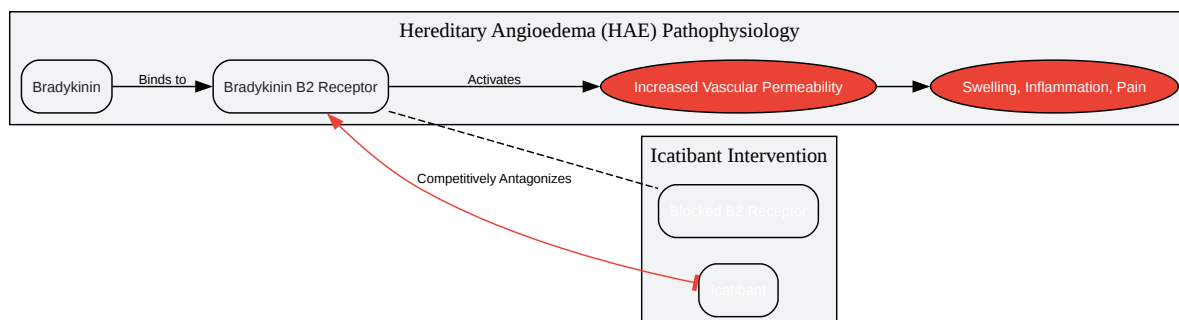 Hereditary Angioedema (HAE) Pathophysiology
Bradykinin
Binds to
Bradykinin B2 Receptor
Activates
Increased Vascular Permeability
Swelling, Inflammation, Pain
Icatibant Intervention
Competitively Antagonizes
Blocked B2 Receptor
Icatibant